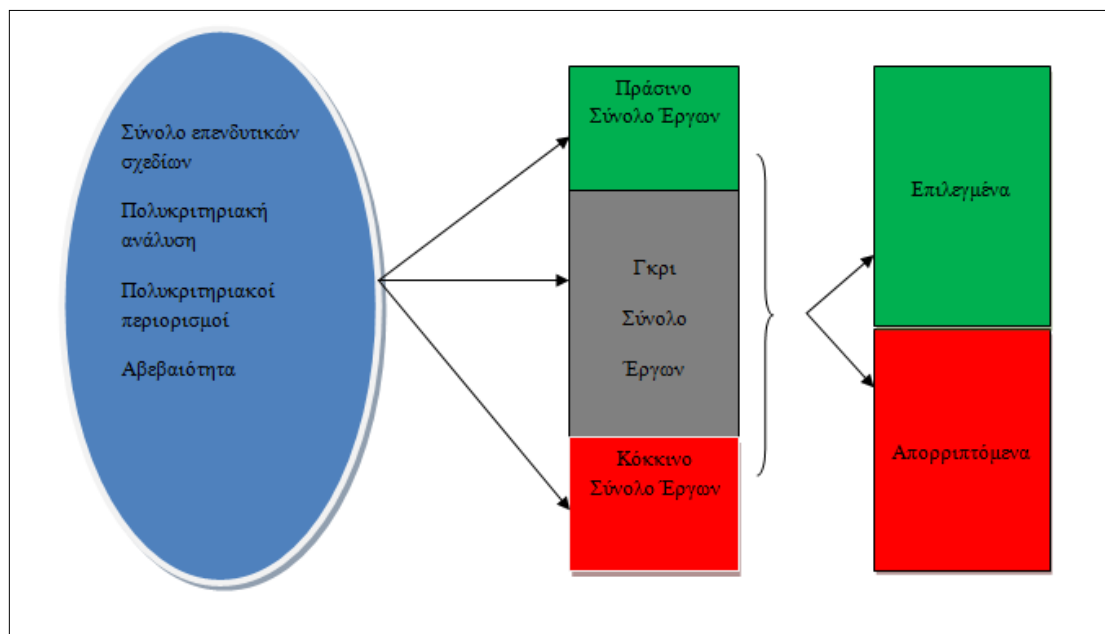 Σύνολο επενδυτικών
σχεδίων
Πολυκριτηριακή
ανάλυση
Πολυκριτηριακοί
περιορισμοί
Αβεβαιότητα
Πράσινο
Σύνολο Έργων
Γκρι
Σύνολο
Έργων
Κόκκινο
Σύνολο Έργων
Επιλεγμένα
Απορριπτόμενα